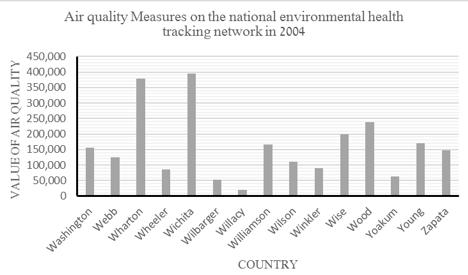 Air quality Measures on the national environmental health
tracking network in 2004
VALUE OF AIR QUALITY
450,000
400,000
350,000
300,000
250,000
200,000
150,000
100,000
50,000
0
Washington
Webb
Wharton
Wheeler
Wichita
Wilbarger
Willacy
Williamson
Wilson
Winkler
Wise
Wood
Yoakum
Young
Zapata
COUNTRY